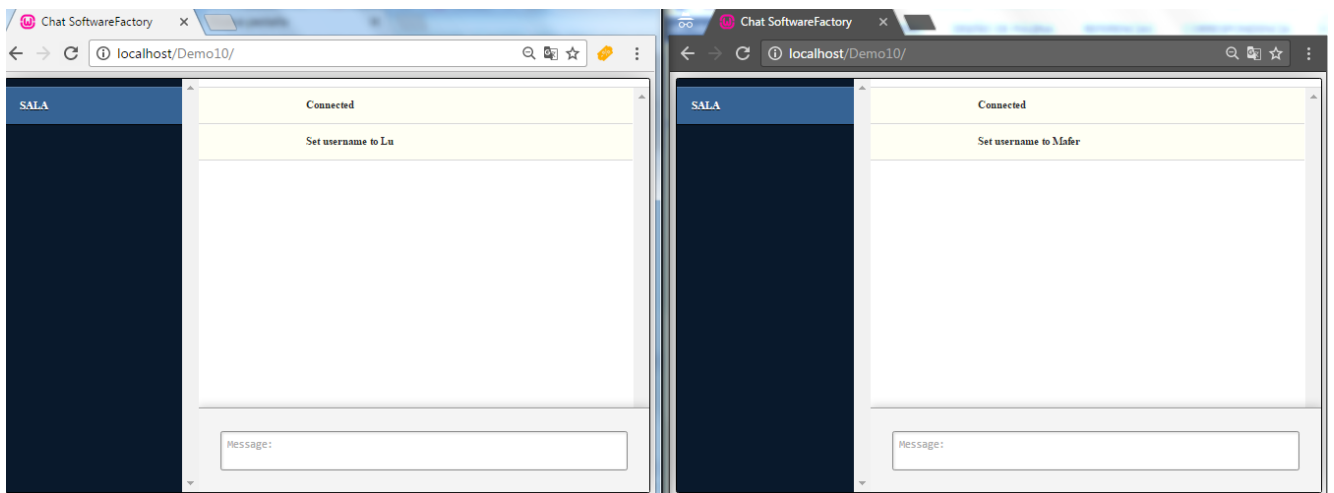 Chat SoftwareFactory
localhost/Demo10/
SALA
Connected
Set username to Lu
Message:
Chat SoftwareFactory
localhost/Demo10/
SALA
Connected
Set username to Mafer
Message: